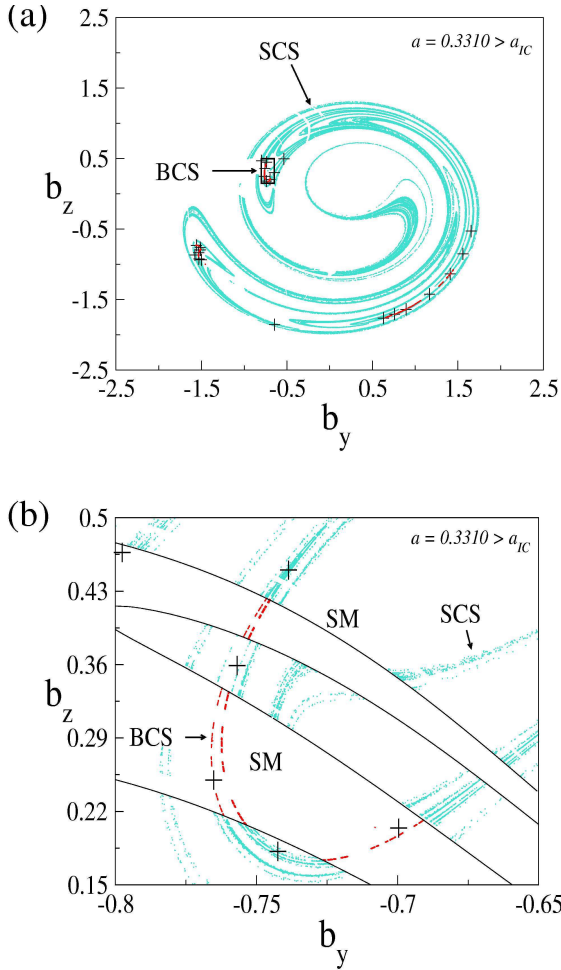 (a)
a = 0.3310 > a_IC
SCS
BCS
b_z
2.5
1.5
0.5
-0.5
-1.5
-2.5
-2.5 -1.5 -0.5 0.5 1.5 2.5
b_y
(b)
a = 0.3310 > a_IC
SM
SCS
BCS
SM
b_z
0.5
0.43
0.36
0.29
0.22
0.15
-0.8 -0.75 -0.7 -0.65
b_y